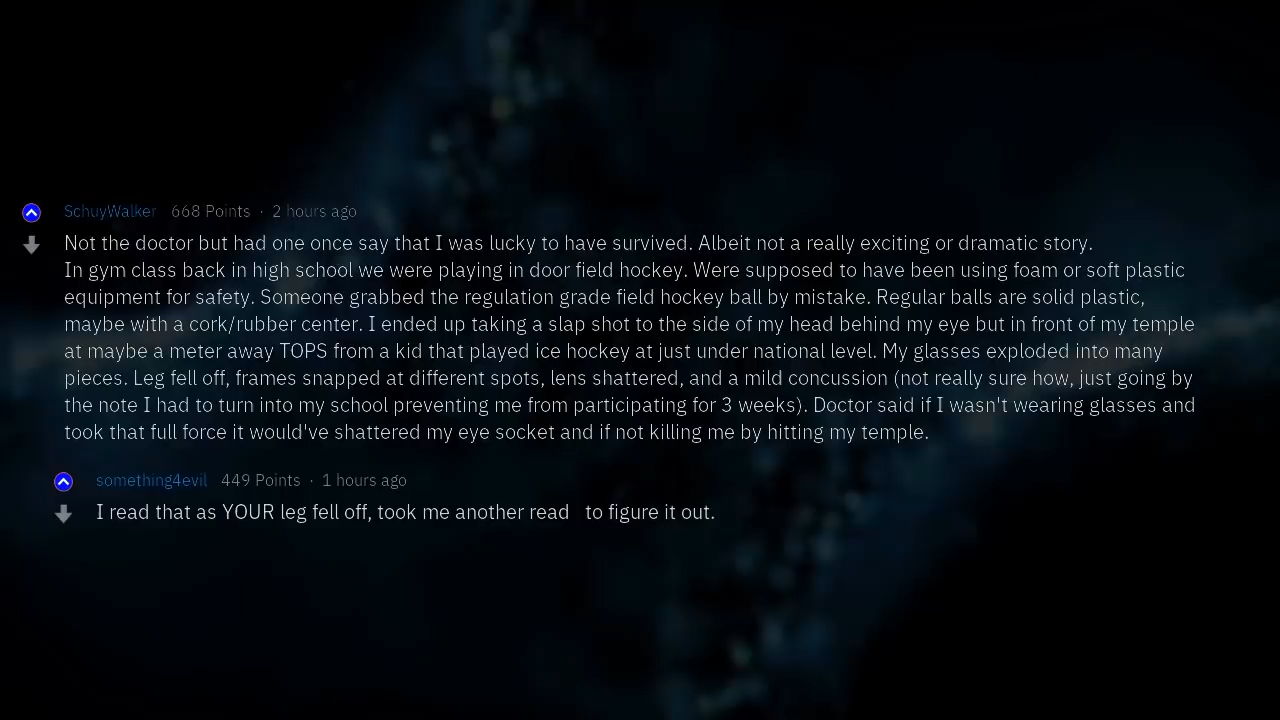 SchuyWalker 668 Points · 2 hours ago
Not the doctor but had one once say that I was lucky to have survived. Albeit not a really exciting or dramatic story.
In gym class back in high school we were playing in door field hockey. Were supposed to have been using foam or soft plastic
equipment for safety. Someone grabbed the regulation grade field hockey ball by mistake. Regular balls are solid plastic,
maybe with a cork/rubber center. I ended up taking a slap shot to the side of my head behind my eye but in front of my temple
at maybe a meter away TOPS from a kid that played ice hockey at just under national level. My glasses exploded into many
pieces. Leg fell off, frames snapped at different spots, lens shattered, and a mild concussion (not really sure how, just going by
the note I had to turn into my school preventing me from participating for 3 weeks). Doctor said if I wasn't wearing glasses and
took that full force it would've shattered my eye socket and if not killing me by hitting my temple.
something4evil 449 Points · 1 hours ago
I read that as YOUR leg fell off, took me another read to figure it out.